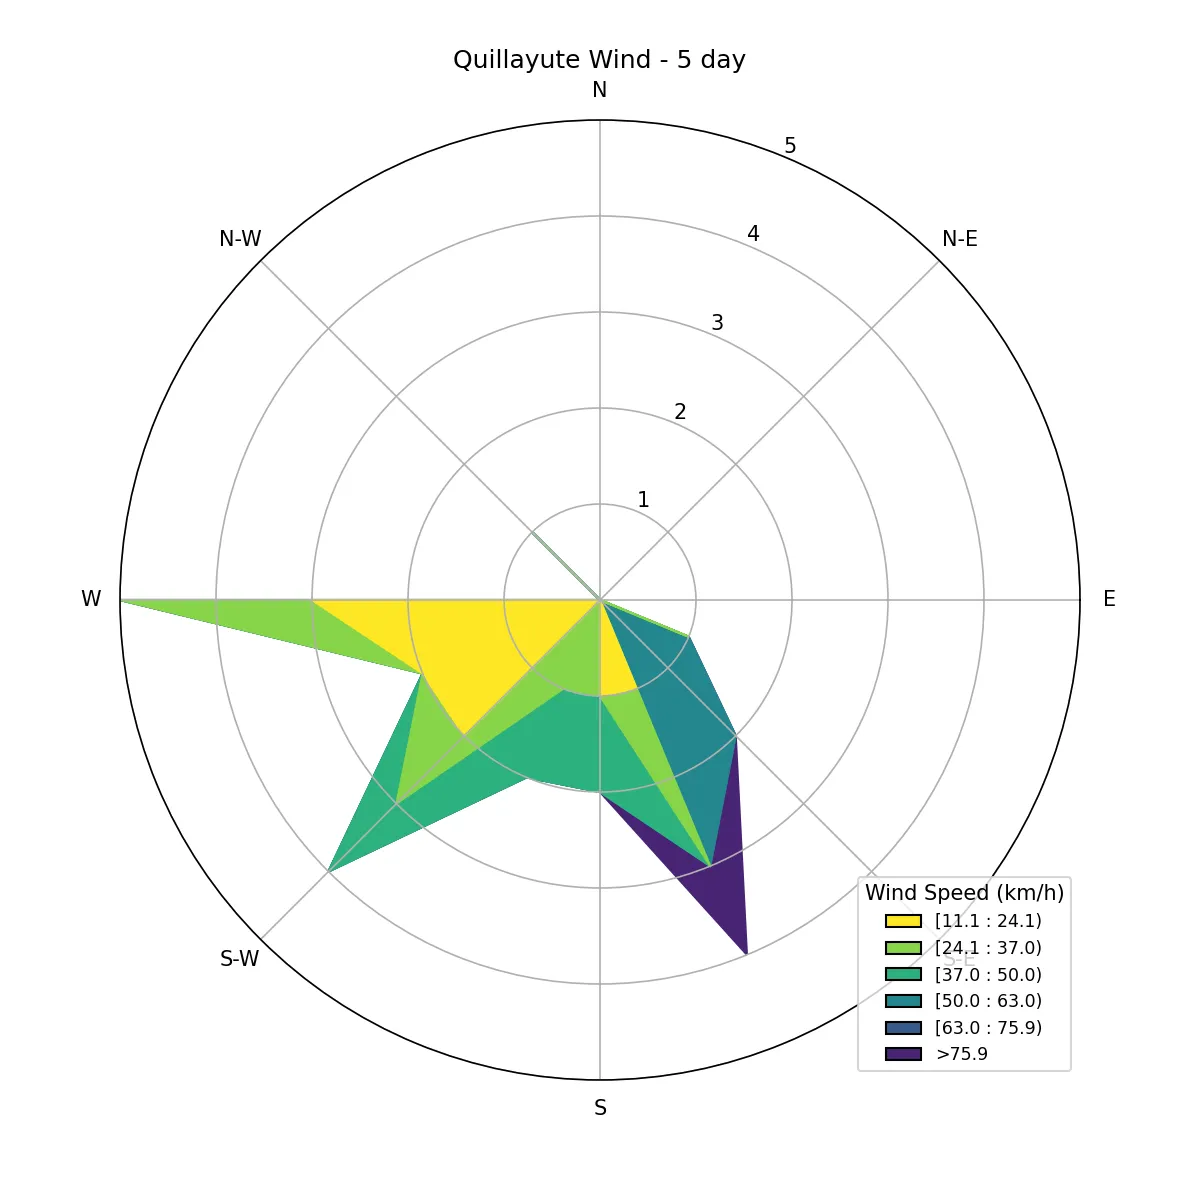 Quillayute Wind - 5 day
N
5
N-W
N-E
4
3
2
1
W
E
Wind Speed (km/h)
[11.1 : 24.1)
[24.1 : 37.0)
[37.0 : 50.0)
[50.0 : 63.0)
[63.0 : 75.9)
>75.9
S-W
S-E
S